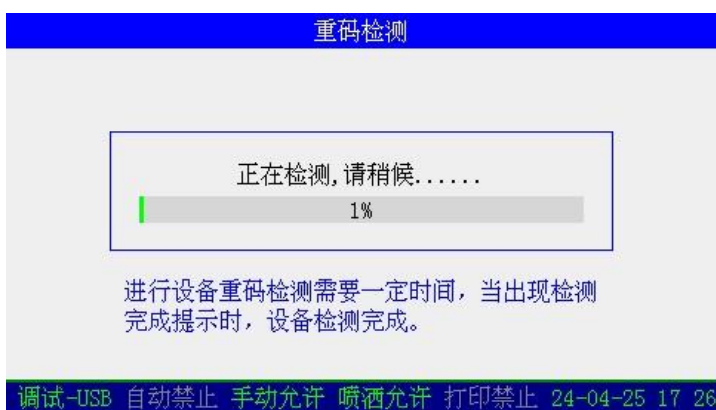 重码检测
正在检测,请稍候......
1%
进行设备重码检测需要一定时间，当出现检测
完成提示时，设备检测完成。
调试-USB 自动禁止 手动允许 喷洒允许 打印禁止 24-04-25 17 26